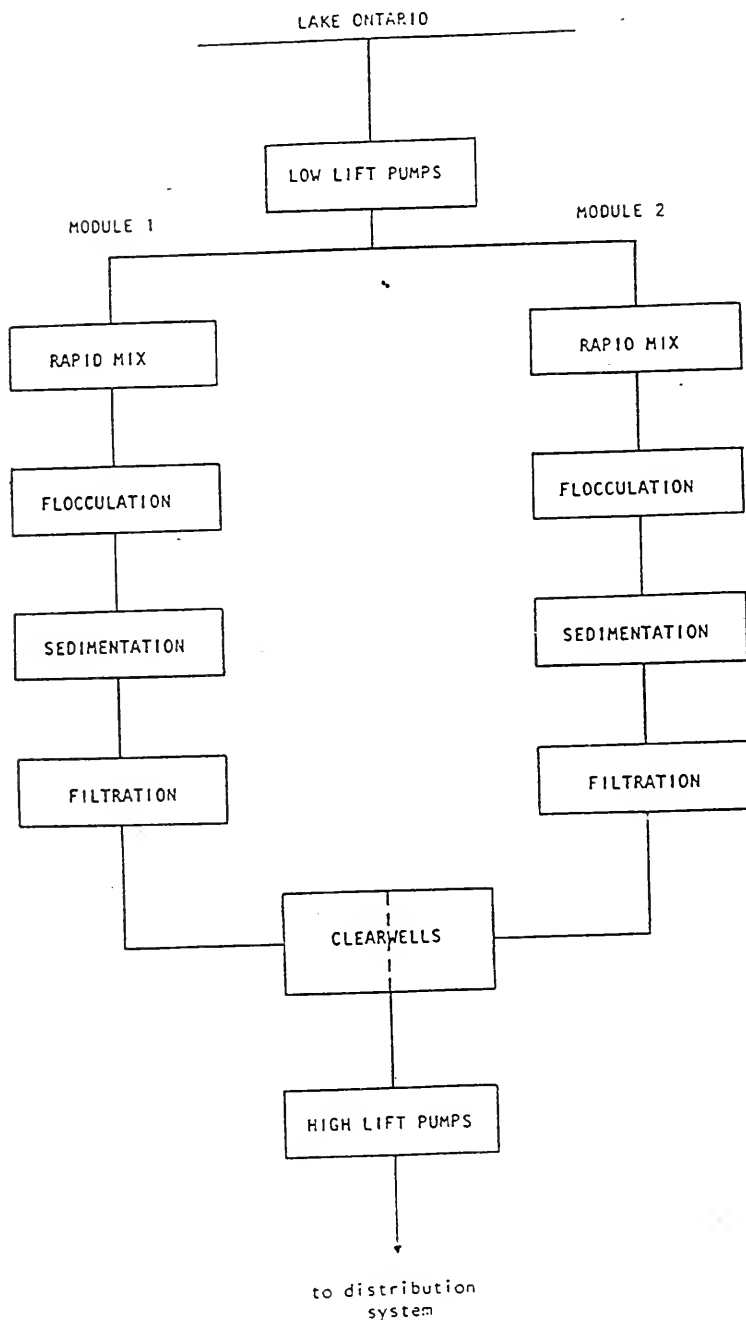 LAKE ONTARIO
LOW LIFT PUMPS
MODULE 1
MODULE 2
RAPID MIX
RAPID MIX
FLOCCULATION
FLOCCULATION
SEDIMENTATION
SEDIMENTATION
FILTRATION
FILTRATION
CLEARWELLS
HIGH LIFT PUMPS
to distribution
system